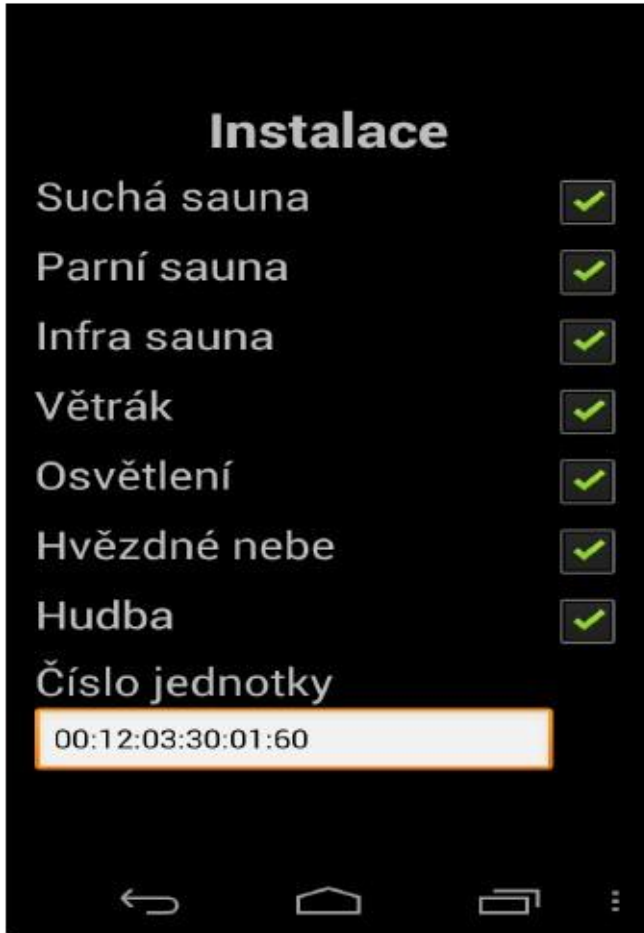 Instalace
Suchá sauna
Parní sauna
Infra sauna
Větrák
Osvětlení
Hvězdné nebe
Hudba
Číslo jednotky
00:12:03:30:01:60